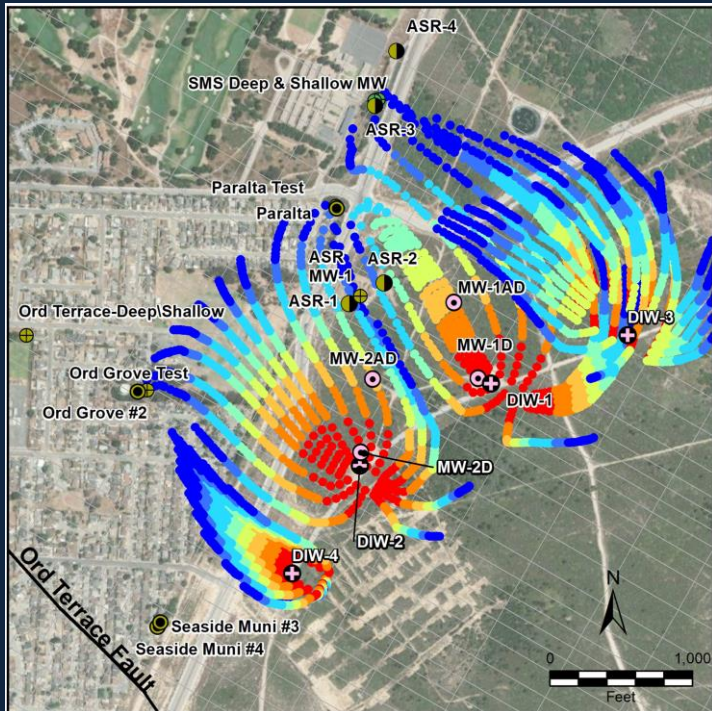 ASR-4
SMS Deep & Shallow MW
ASR-3
Paralta Test
Paralta
ASR
MW-1
ASR-2
ASR-1
MW-1AD
Ord Terrace-Deep\Shallow
DIW-3
MW-1D
MW-2AD
Ord Grove Test
Ord Grove #2
DIW-1
MW-2D
DIW-2
DIW-4
Ord Terrace Fault
Seaside Muni #3
Seaside Muni #4
N
0 1,000
Feet